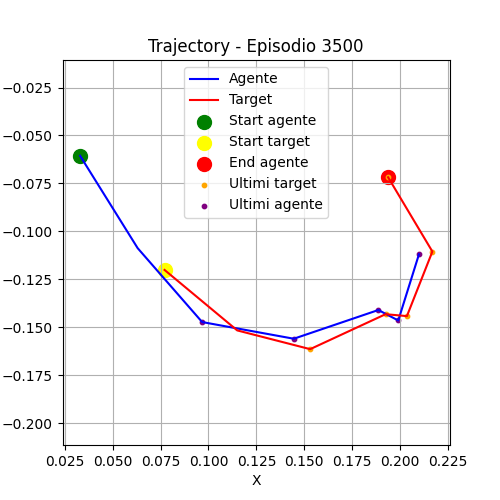 Trajectory - Episodio 3500
Agente
Target
Start agente
Start target
End agente
Ultimi target
Ultimi agente
−0.025
−0.050
−0.075
−0.100
−0.125
−0.150
−0.175
−0.200
0.025 0.050 0.075 0.100 0.125 0.150 0.175 0.200 0.225
X